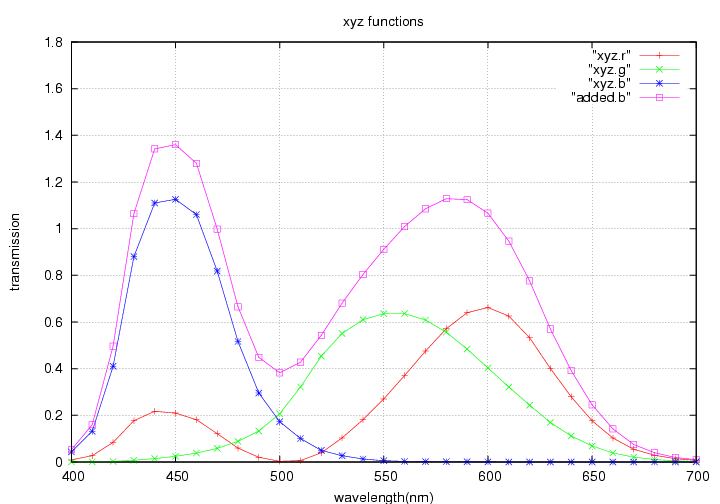 xyz functions
1.8
1.6
1.4
1.2
1
0.8
0.6
0.4
0.2
0
transmission
"xyz.r"
"xyz.g"
"xyz.b"
"added.b"
400 450 500 550 600 650 700
wavelength(nm)